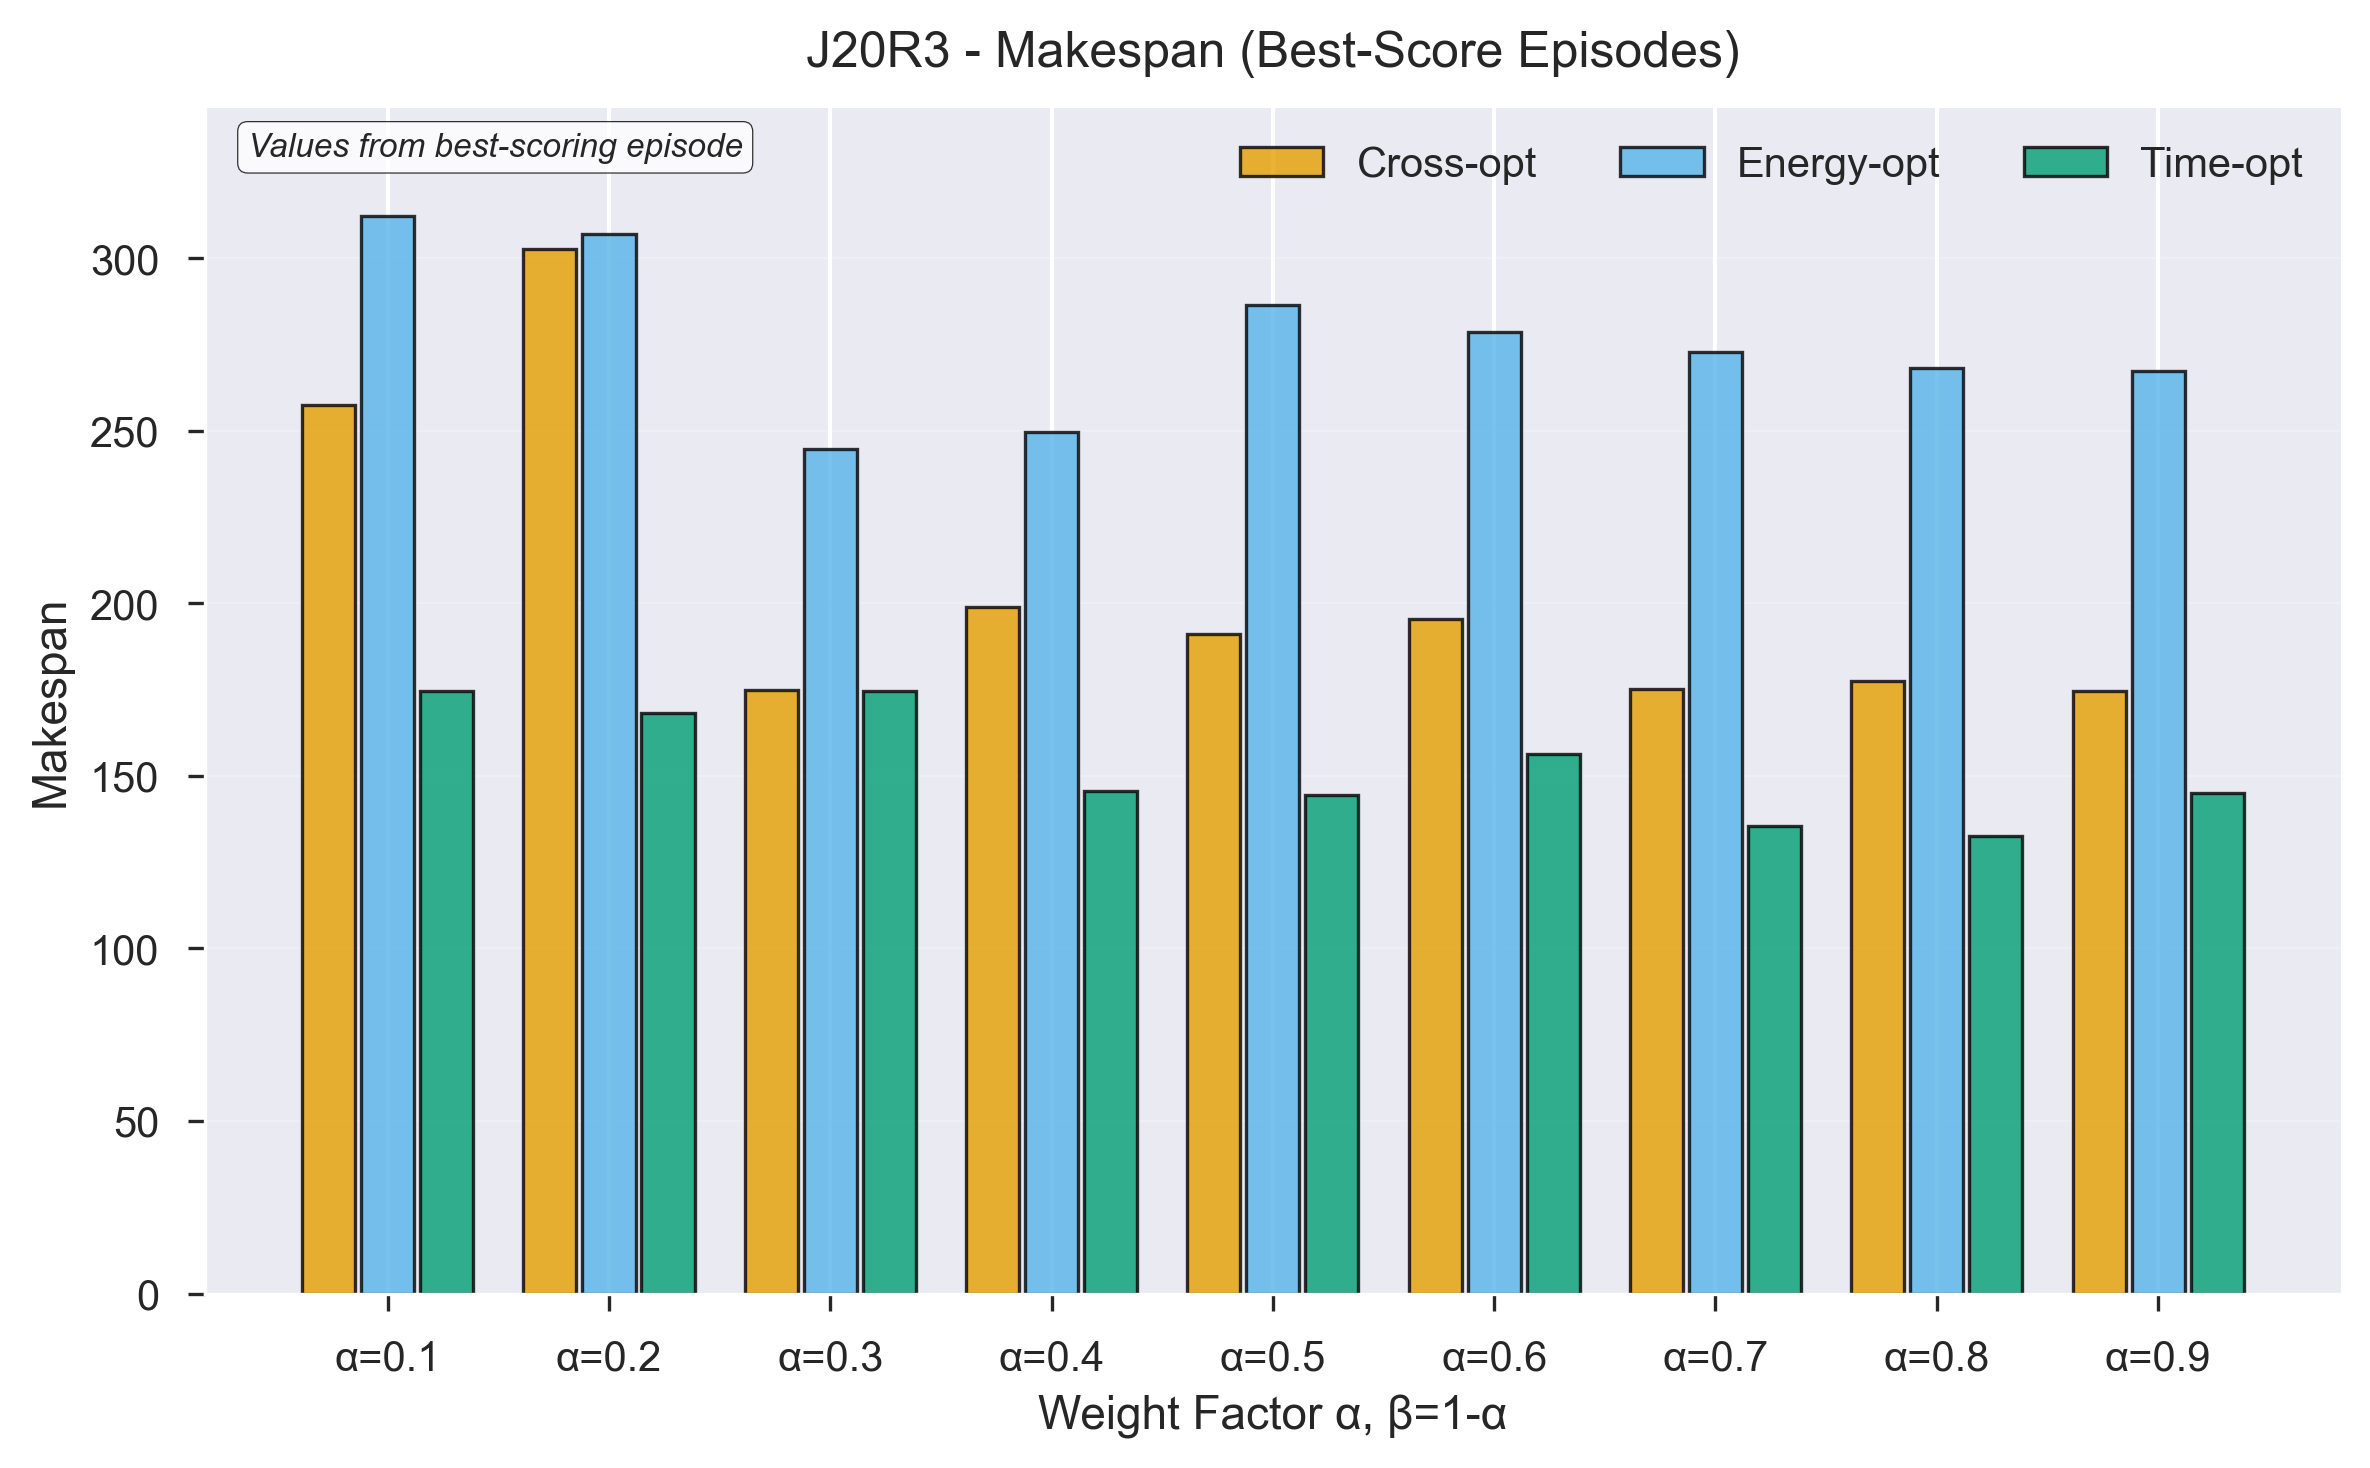 J20R3 - Makespan (Best-Score Episodes)
Values from best-scoring episode
Cross-opt
Energy-opt
Time-opt
Makespan
300
250
200
150
100
50
0
α=0.1
α=0.2
α=0.3
α=0.4
α=0.5
α=0.6
α=0.7
α=0.8
α=0.9
Weight Factor α, β=1-α